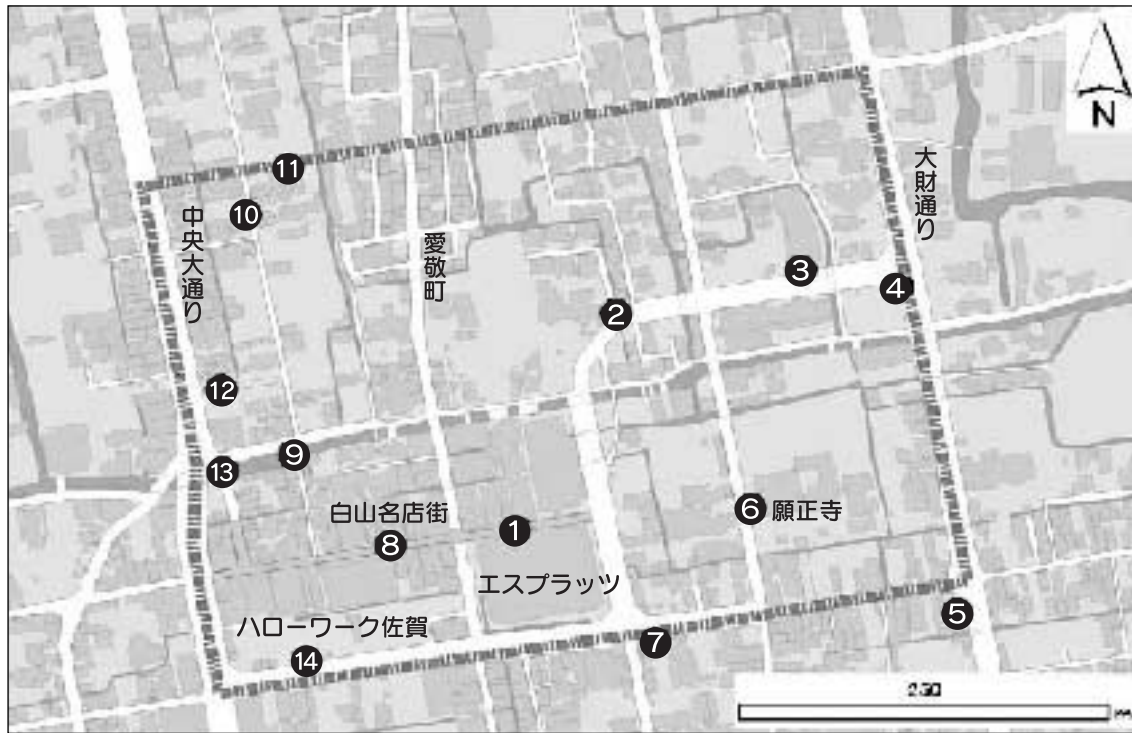 N
大財通り
⑪
⑩
中央大通り
愛敬町
③
④
②
⑫
⑨
⑬
白山名店街
⑧
①
⑥
願正寺
エスプラッツ
ハローワーク佐賀
⑤
⑦
⑭
250